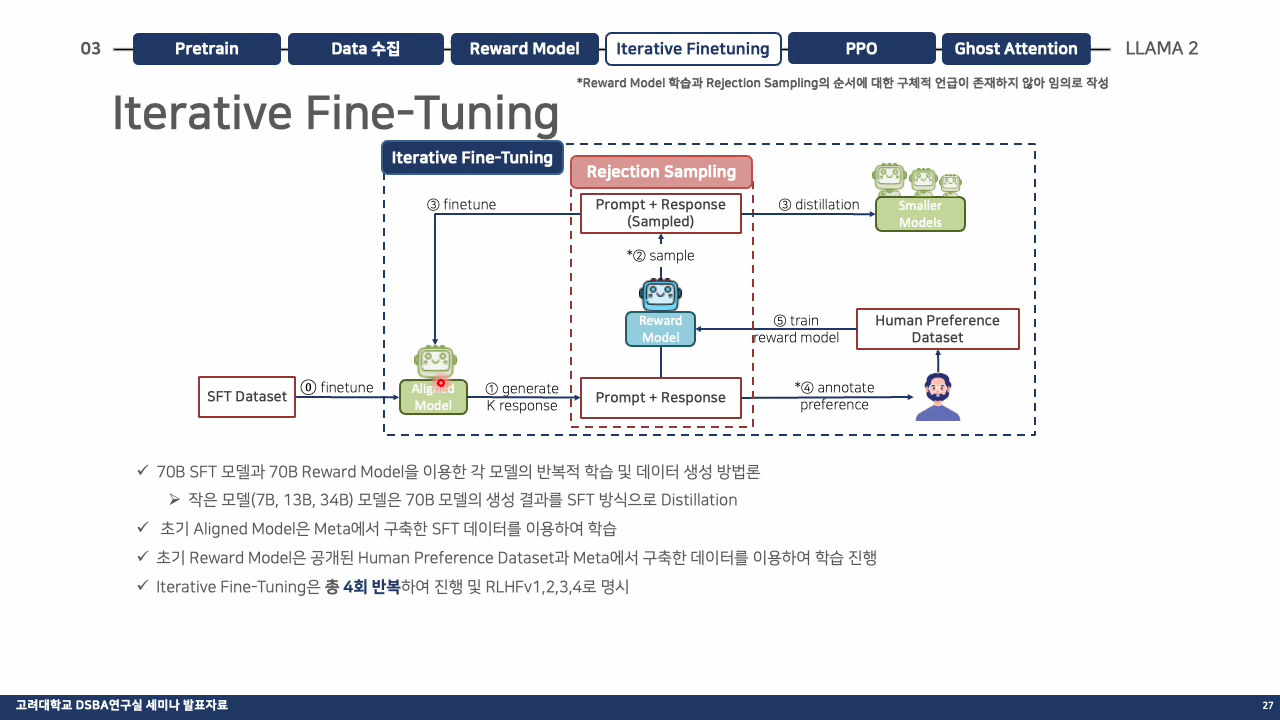 03
Pretrain
Data 수집
Reward Model
Iterative Finetuning
PPO
Ghost Attention
LLAMA 2
*Reward Model 학습과 Rejection Sampling의 순서에 대한 구체적 언급이 존재하지 않아 임의로 작성
Iterative Fine-Tuning
Iterative Fine-Tuning
Rejection Sampling
③ finetune
Prompt + Response
(Sampled)
③ distillation
Smaller
Models
*② sample
Reward
Model
⑤ train
reward model
Human Preference
Dataset
SFT Dataset
⓪ finetune
Aligned
Model
① generate
K response
Prompt + Response
*④ annotate
preference
✓ 70B SFT 모델과 70B Reward Model을 이용한 각 모델의 반복적 학습 및 데이터 생성 방법론
➢ 작은 모델(7B, 13B, 34B) 모델은 70B 모델의 생성 결과를 SFT 방식으로 Distillation
✓ 초기 Aligned Model은 Meta에서 구축한 SFT 데이터를 이용하여 학습
✓ 초기 Reward Model은 공개된 Human Preference Dataset과 Meta에서 구축한 데이터를 이용하여 학습 진행
✓ Iterative Fine-Tuning은 총 4회 반복하여 진행 및 RLHFv1,2,3,4로 명시
고려대학교 DSBA연구실 세미나 발표자료
27